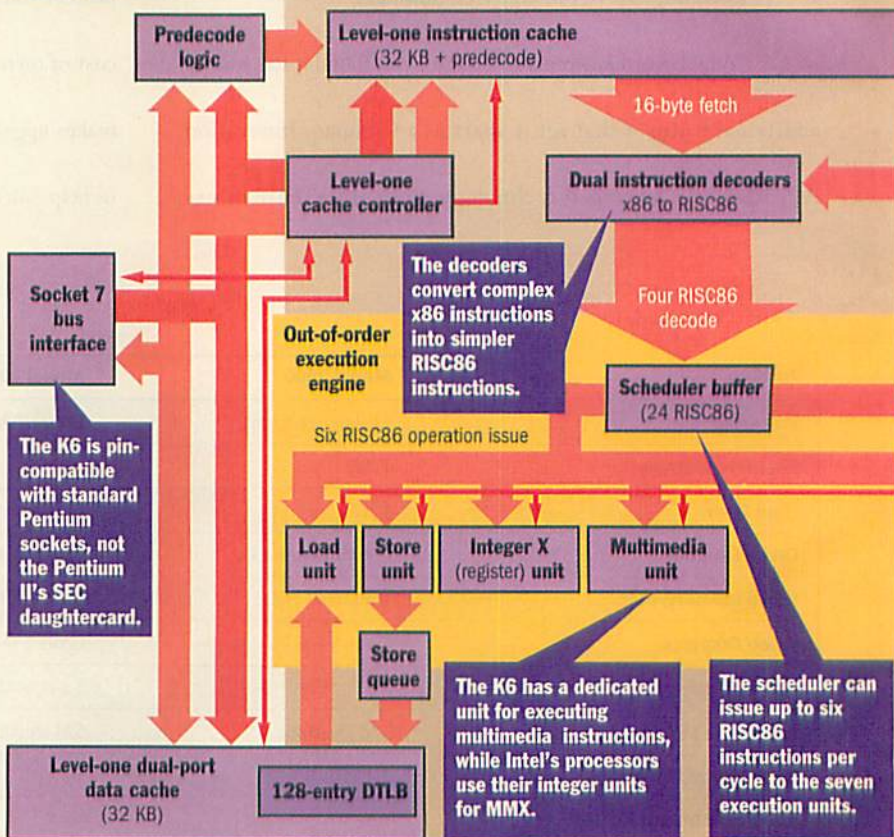 Predecode
logic
Level-one instruction cache
(32 KB + predecode)
16-byte fetch
Level-one
cache controller
Dual instruction decoders
x86 to RISC86
Socket 7
bus
interface
The decoders
convert complex
x86 instructions
into simpler
RISC86
instructions.
Four RISC86
decode
Out-of-order
execution
engine
Scheduler buffer
(24 RISC86)
The K6 is pin-
compatible
with standard
Pentium
sockets, not
the Pentium
II's SEC
daughtercard.
Six RISC86 operation issue
Load
unit
Store
unit
Integer X
(register) unit
Multimedia
unit
Store
queue
The K6 has a dedicated
unit for executing
multimedia instructions,
while Intel's processors
use their integer units
for MMX.
The scheduler can
issue up to six
RISC86
instructions per
cycle to the seven
execution units.
Level-one dual-port
data cache
(32 KB)
128-entry DTLB